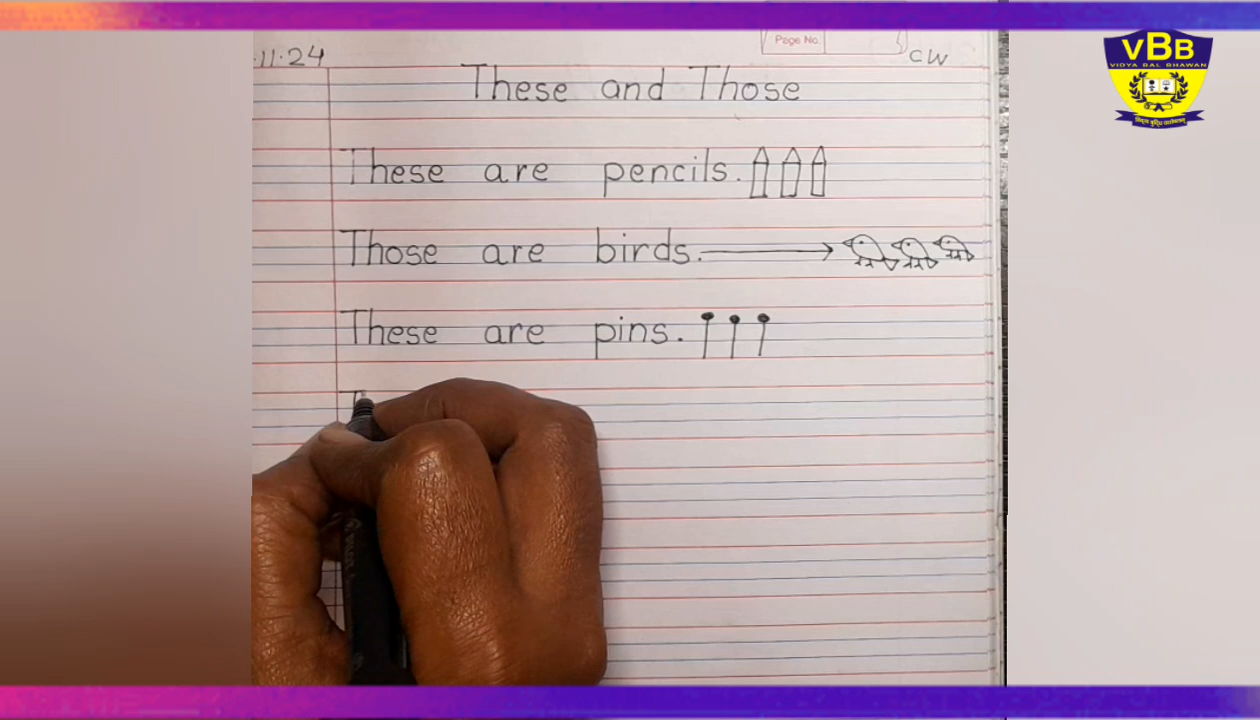 Page No.
.11.24
CW
VBB
VIDYA BAL BHAWAN
These and Those
These are pencils.
Those are birds.
These are pins.
T